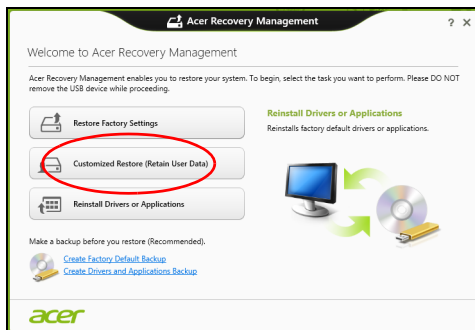 Acer Recovery Management
? X
Welcome to Acer Recovery Management
Acer Recovery Management enables you to restore your system. To begin, select the task you want to perform. Please DO NOT
remove the USB device while proceeding.
Restore Factory Settings
Customized Restore (Retain User Data)
Reinstall Drivers or Applications
Reinstall Drivers or Applications
Reinstalls factory default drivers or applications.
Make a backup before you restore (Recommended).
Create Factory Default Backup
Create Drivers and Applications Backup
acer